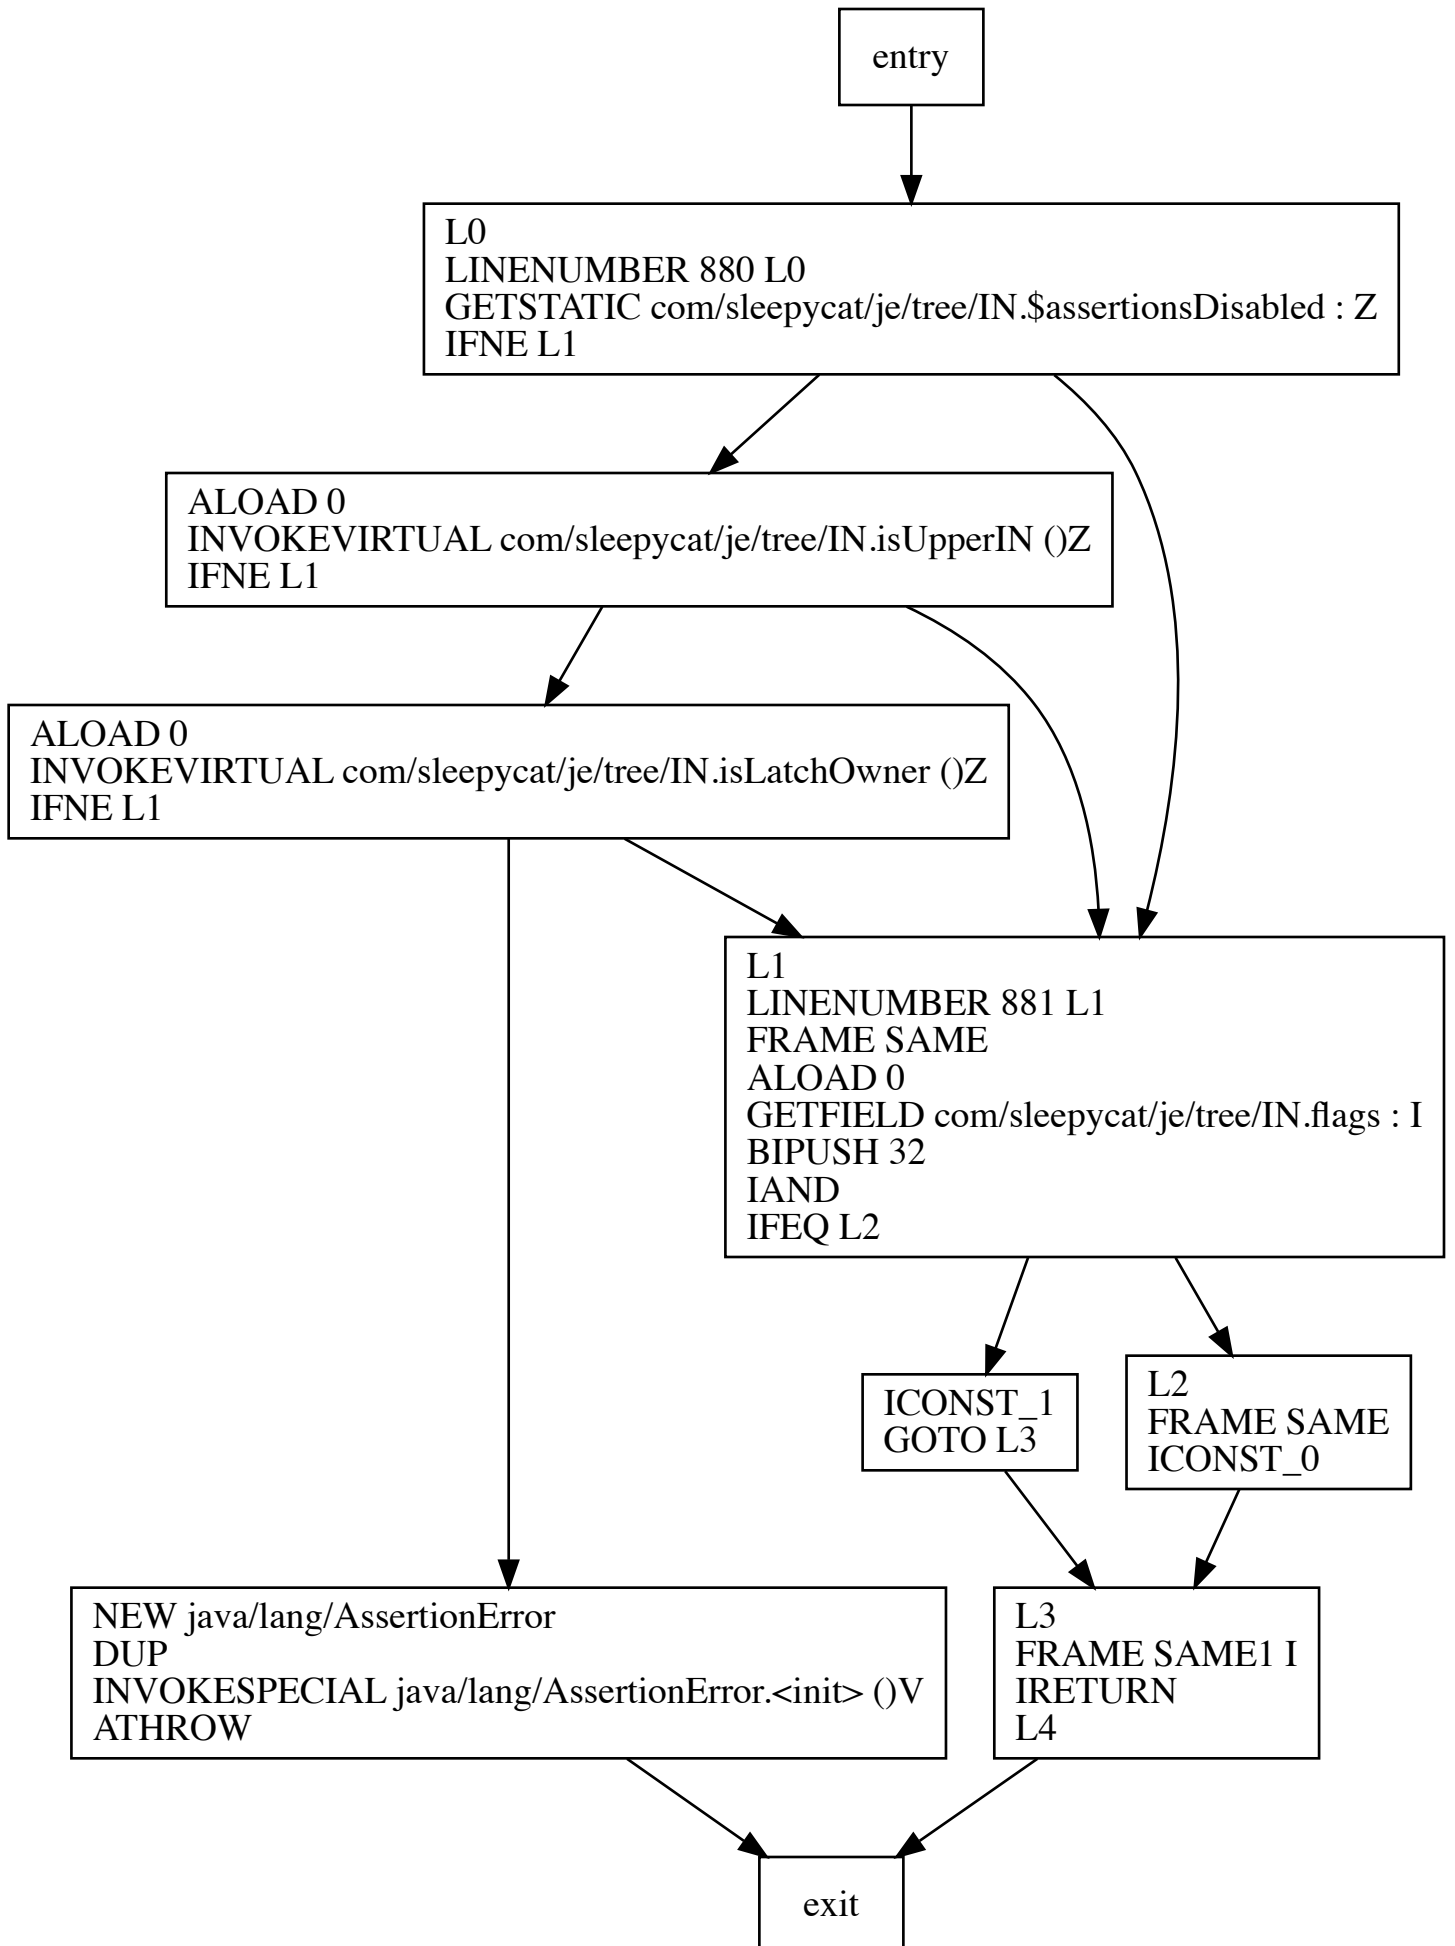 entry
L0
LINENUMBER 880 L0
GETSTATIC com/sleepycat/je/tree/IN.$assertionsDisabled : Z
IFNE L1
ALOAD 0
INVOKEVIRTUAL com/sleepycat/je/tree/IN.isUpperIN ()Z
IFNE L1
ALOAD 0
INVOKEVIRTUAL com/sleepycat/je/tree/IN.isLatchOwner ()Z
IFNE L1
L1
LINENUMBER 881 L1
FRAME SAME
ALOAD 0
GETFIELD com/sleepycat/je/tree/IN.flags : I
BIPUSH 32
IAND
IFEQ L2
ICONST_1
GOTO L3
L2
FRAME SAME
ICONST_0
NEW java/lang/AssertionError
DUP
INVOKESPECIAL java/lang/AssertionError.<init> ()V
ATHROW
L3
FRAME SAME1 I
IRETURN
L4
exit